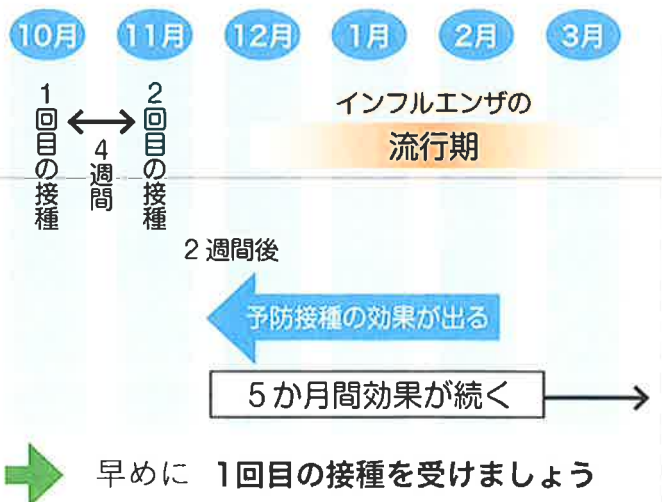 10月 11月 12月 1月 2月 3月
1回目の接種
4週間
2回目の接種
インフルエンザの
流行期
2週間後
予防接種の効果が出る
5か月間効果が続く
早めに 1回目の接種を受けましょう